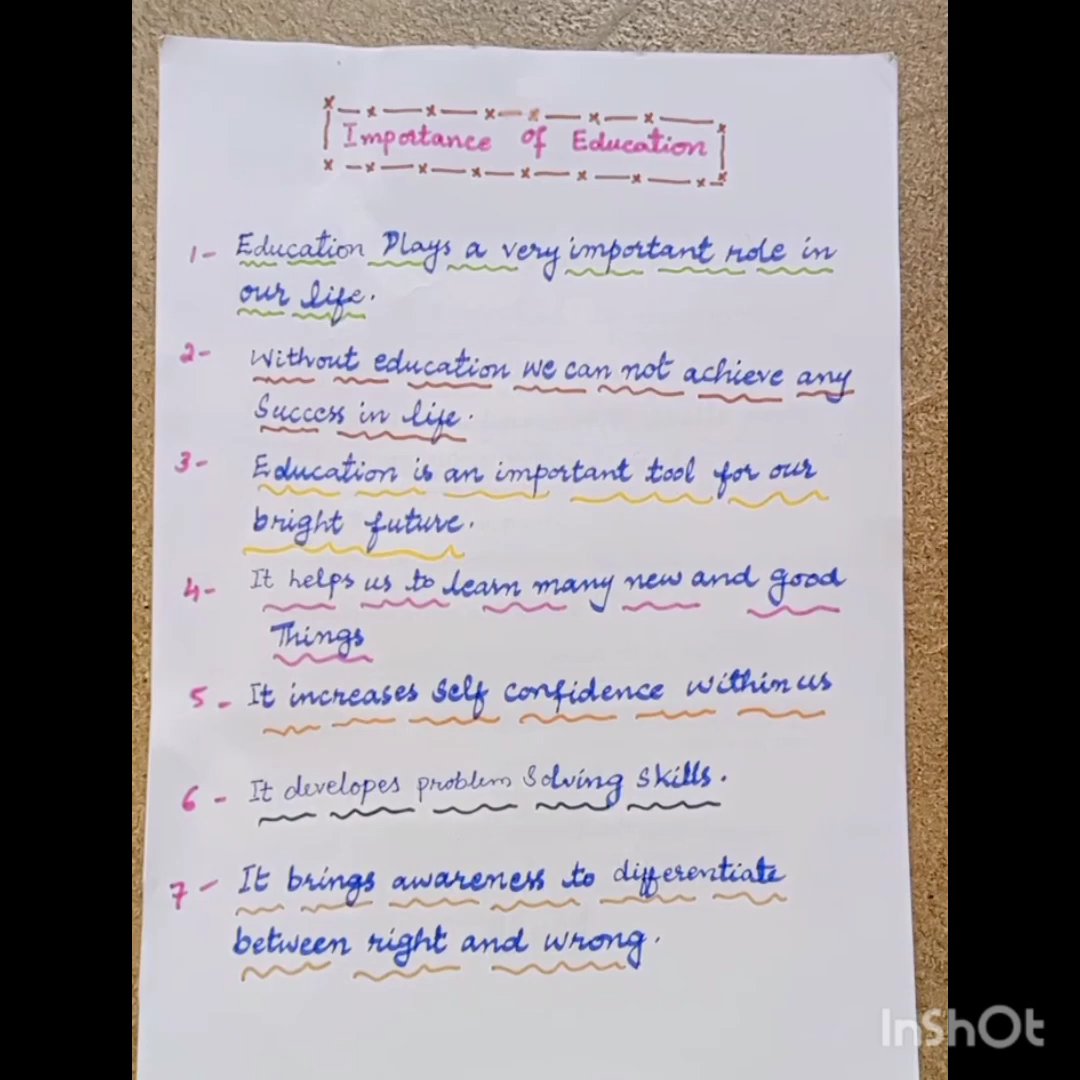 Importance of Education
1- Education Plays a very important role in
our life.
2- Without education we can not achieve any
Success in life.
3- Education is an important tool for our
bright future.
4- It helps us to learn many new and good
Things
5- It increases Self confidence within us
6- It developes problem Solving Skills.
7- It brings awareness to differentiate
between right and wrong.
InShOt